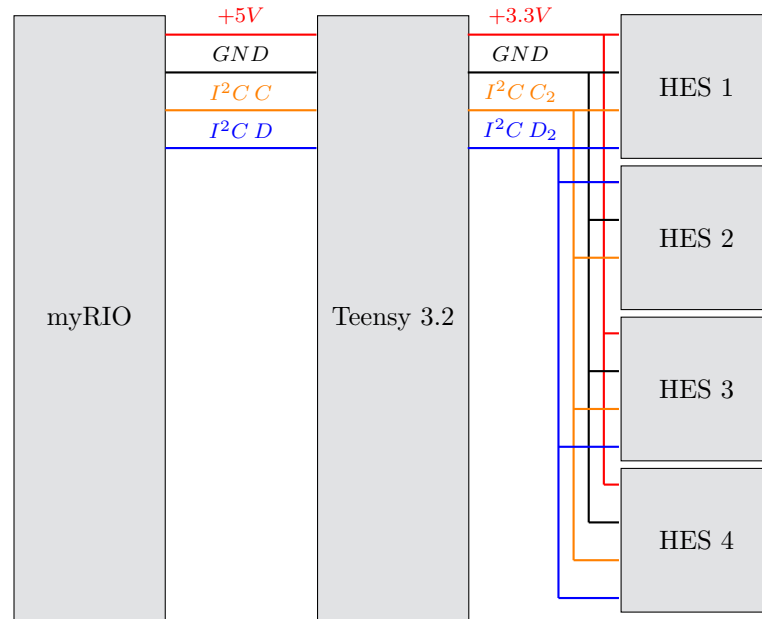 +5V
GND
I²C C
I²C D
+3.3V
GND
I²C C₂
I²C D₂
myRIO
Teensy 3.2
HES 1
HES 2
HES 3
HES 4